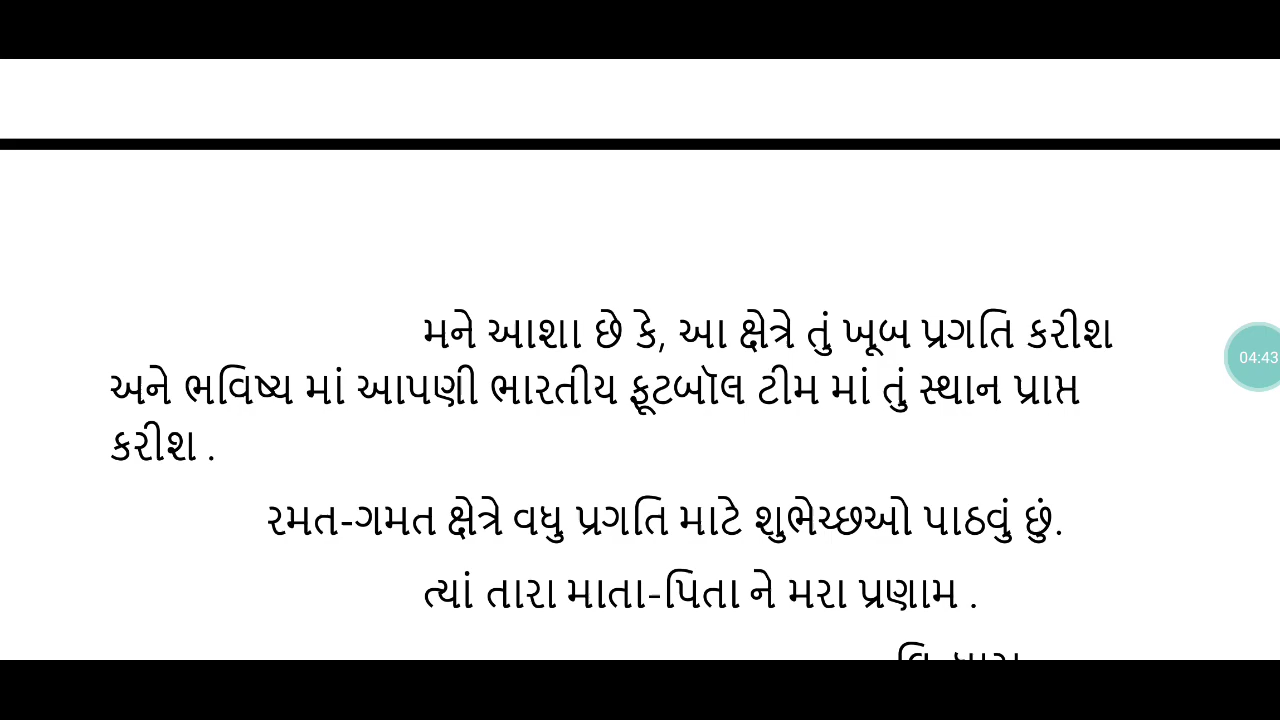 મને આશા છે કે, આ ક્ષેત્રે તું ખૂબ પ્રગતિ કરીશ
અને ભવિષ્ય માં આપણી ભારતીય ફૂટબૉલ ટીમ માં તું સ્થાન પ્રાપ્ત
કરીશ .
રમત-ગમત ક્ષેત્રે વધુ પ્રગતિ માટે શુભેચ્છઓ પાઠવું છું.
ત્યાં તારા માતા-પિતા ને મરા પ્રણામ .
04:43